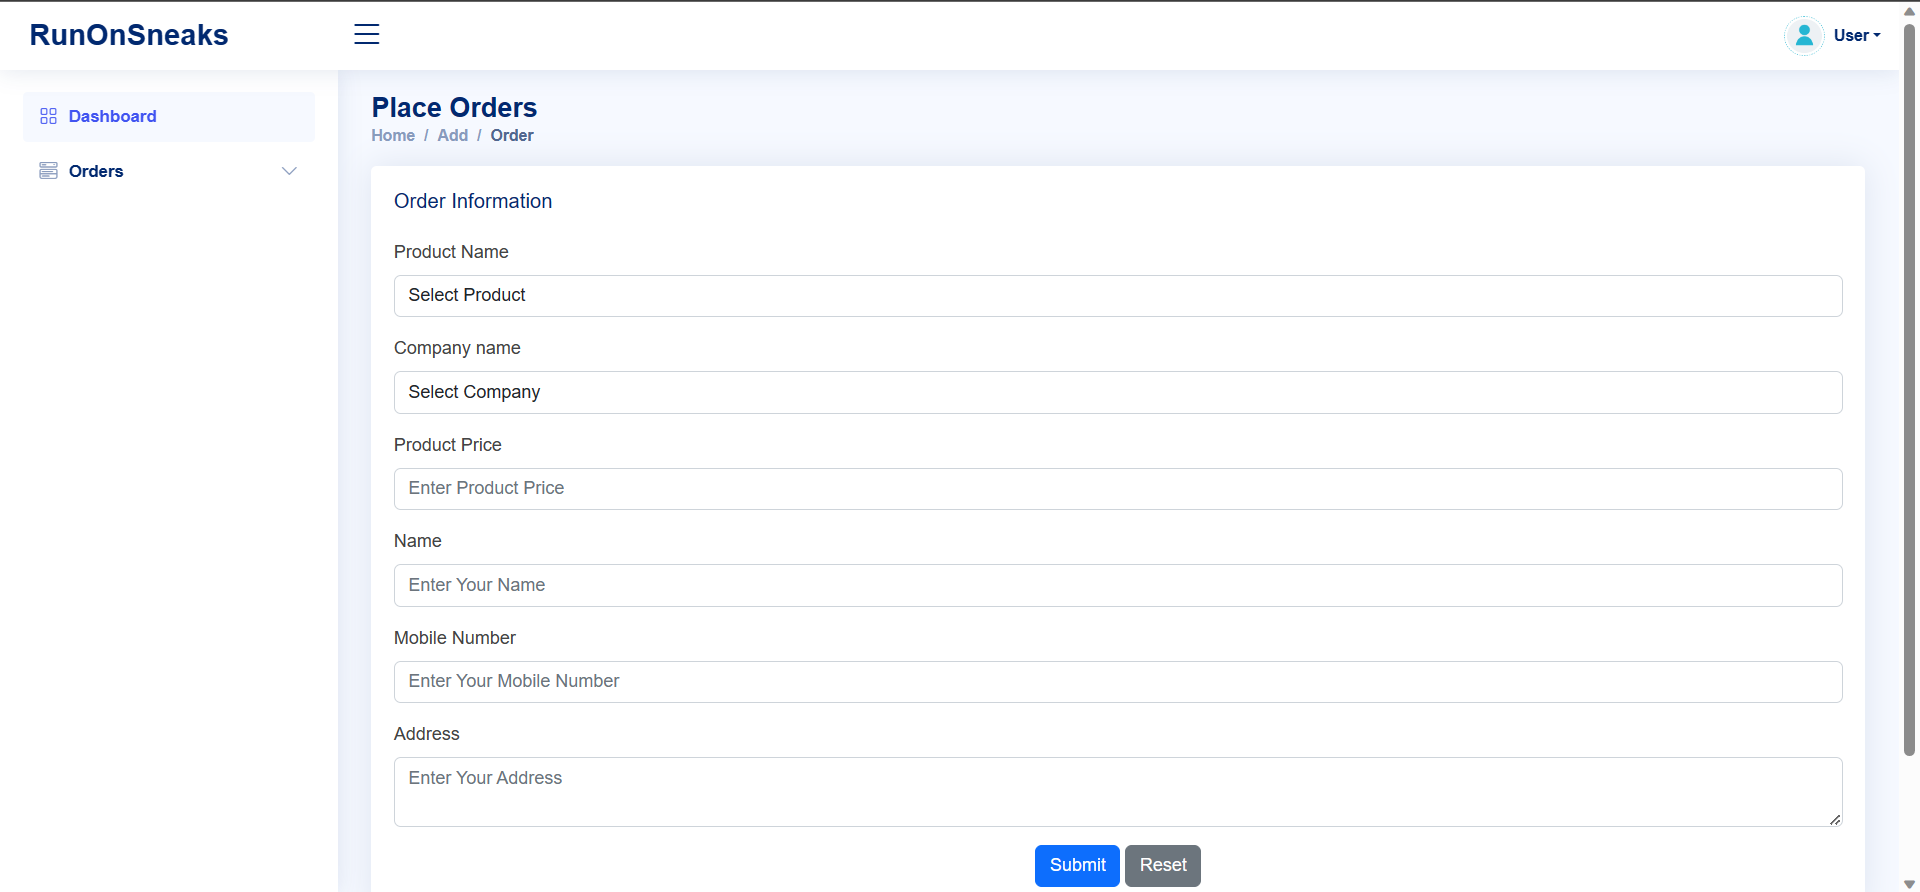 RunOnSneaks
User
Dashboard
Orders
Place Orders
Home / Add / Order
Order Information
Product Name
Select Product
Company name
Select Company
Product Price
Enter Product Price
Name
Enter Your Name
Mobile Number
Enter Your Mobile Number
Address
Enter Your Address
Submit Reset